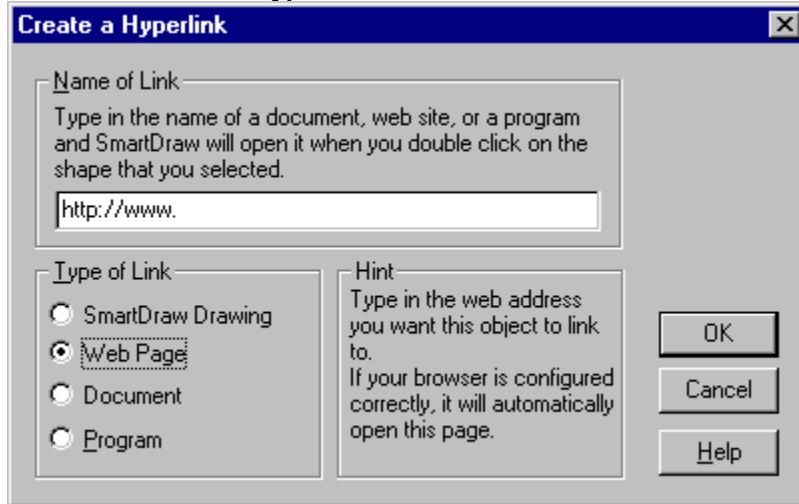 Create a Hyperlink
Name of Link
Type in the name of a document, web site, or a program
and SmartDraw will open it when you double click on the
shape that you selected.
http://www.
Type of Link
SmartDraw Drawing
Web Page
Document
Program
Hint
Type in the web address
you want this object to link
to.
If your browser is configured
correctly, it will automatically
open this page.
OK
Cancel
Help